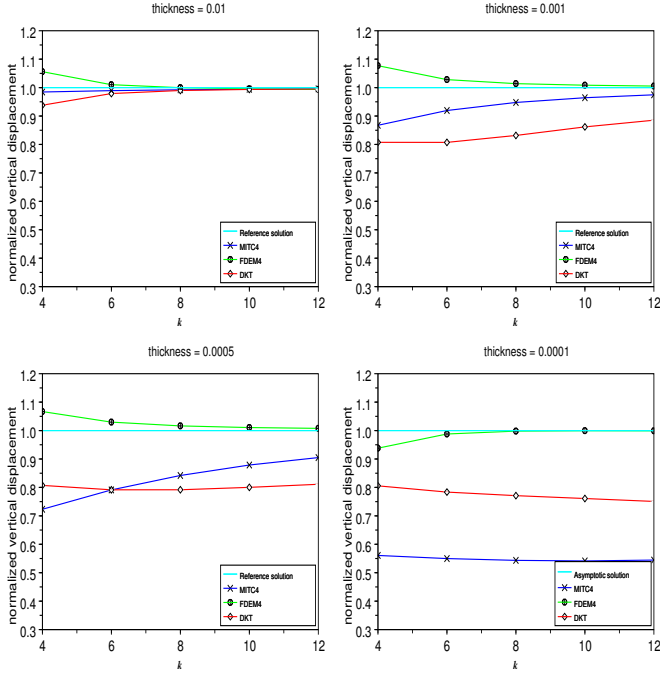 thickness = 0.01
normalized vertical displacement
1.2
1.1
1.0
0.9
0.8
0.7
0.6
0.5
0.4
0.3
4
6
8
10
12
k
Reference solution
MITC4
FDEM4
DKT
thickness = 0.001
normalized vertical displacement
1.2
1.1
1.0
0.9
0.8
0.7
0.6
0.5
0.4
0.3
4
6
8
10
12
k
Reference solution
MITC4
FDEM4
DKT
thickness = 0.0005
normalized vertical displacement
1.2
1.1
1.0
0.9
0.8
0.7
0.6
0.5
0.4
0.3
4
6
8
10
12
k
Reference solution
MITC4
FDEM4
DKT
thickness = 0.0001
normalized vertical displacement
1.2
1.1
1.0
0.9
0.8
0.7
0.6
0.5
0.4
0.3
4
6
8
10
12
k
Asymptotic solution
MITC4
FDEM4
DKT